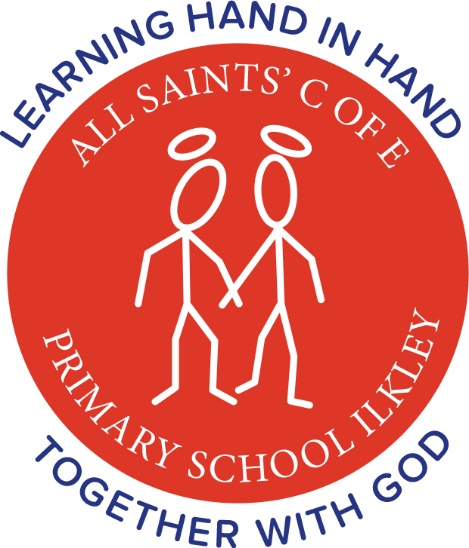 LEARNING HAND IN HAND
ALL SAINTS' C OF E
PRIMARY SCHOOL ILKLEY
TOGETHER WITH GOD